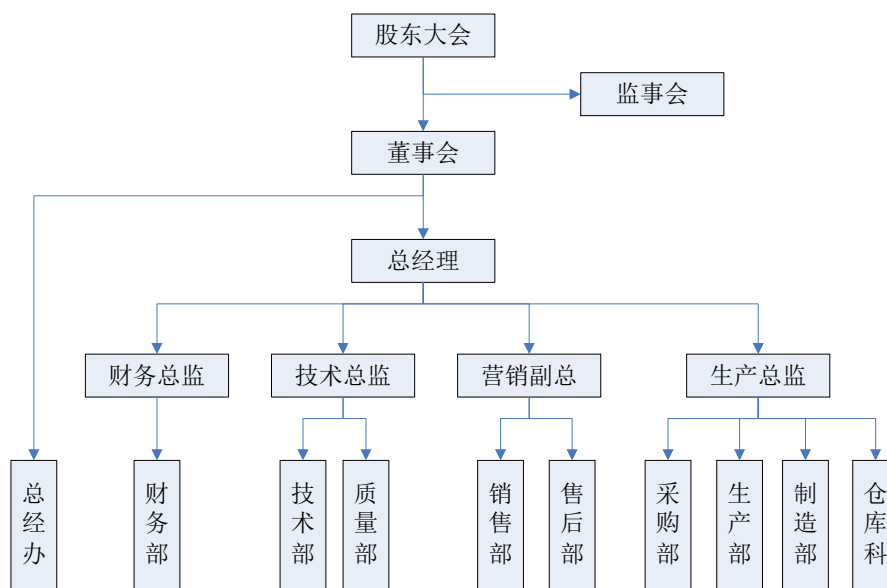 股东大会
监事会
董事会
总经理
财务总监
技术总监
营销副总
生产总监
总经办
财务部
技术部
质量部
销售部
售后部
采购部
生产部
制造部
仓库科